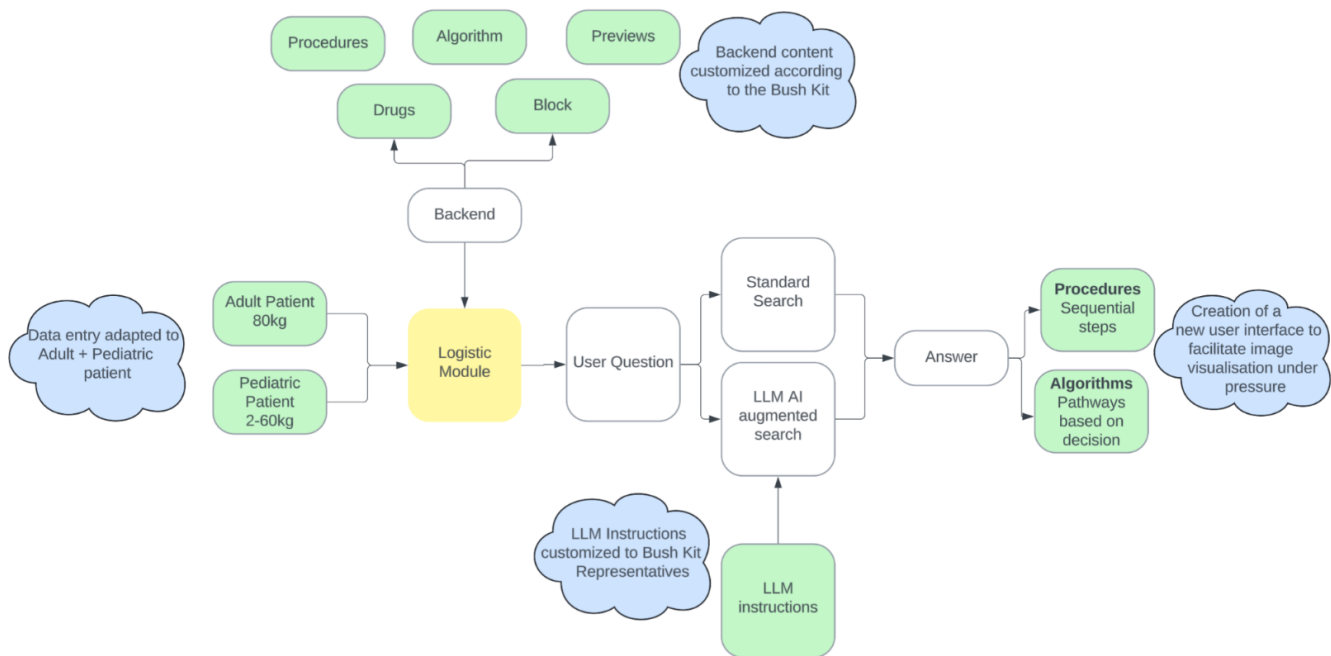 Procedures
Algorithm
Previews
Backend content
customized according
to the Bush Kit
Drugs
Block
Backend
Data entry adapted to
Adult + Pediatric
patient
Adult Patient
80kg
Pediatric
Patient
2-60kg
Logistic
Module
User Question
Standard
Search
LLM AI
augmented
search
Answer
Procedures
Sequential
steps
Algorithms
Pathways
based on
decision
Creation of a
new user interface to
facilitate image
visualisation under
pressure
LLM Instructions
customized to Bush Kit
Representatives
LLM
instructions